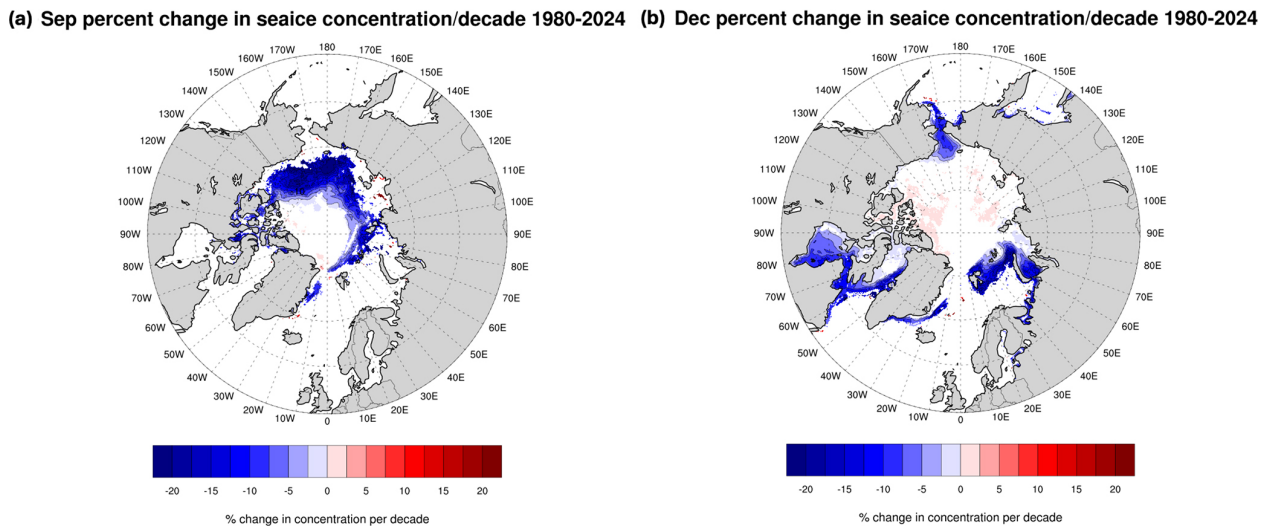 (a) Sep percent change in seaice concentration/decade 1980-2024
180
170W
170E
160W
160E
150W
150E
140W
140E
130W
130E
120W
120E
110W
110E
100W
100E
90W
90E
80W
80E
70W
70E
60W
60E
50W
50E
40W
40E
30W
30E
20W
20E
10W
10E
0
-20 -15 -10 -5 0 5 10 15 20
% change in concentration per decade
(b) Dec percent change in seaice concentration/decade 1980-2024
180
170W
170E
160W
160E
150W
150E
140W
140E
130W
130E
120W
120E
110W
110E
100W
100E
90W
90E
80W
80E
70W
70E
60W
60E
50W
50E
40W
40E
30W
30E
20W
20E
10W
10E
0
-20 -15 -10 -5 0 5 10 15 20
% change in concentration per decade